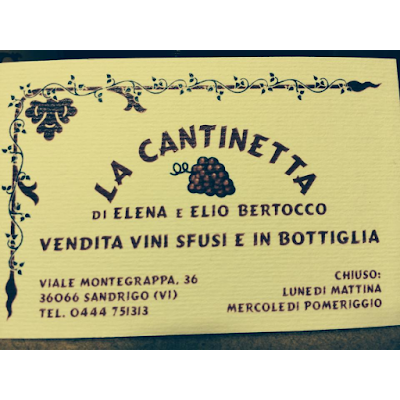 LA CANTINETTA
DI ELENA E ELIO BERTOCCO
VENDITA VINI SFUSI E IN BOTTIGLIA
VIALE MONTEGRAPPA, 36
36066 SANDRIGO (VI)
TEL. 0444 751313
CHIUSO:
LUNEDI MATTINA
MERCOLEDI POMERIGGIO